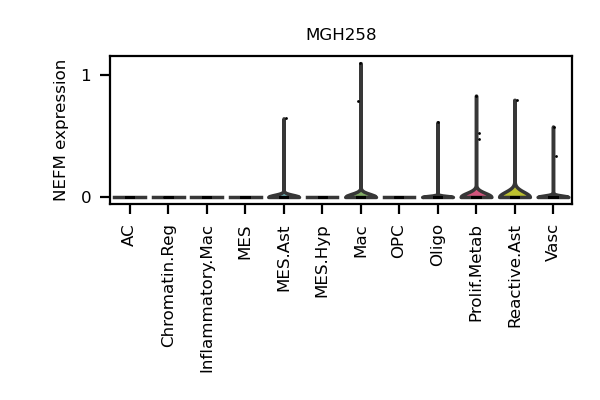 MGH258
NEFM expression
1
0
AC
Chromatin.Reg
Inflammatory.Mac
MES
MES.Ast
MES.Hyp
Mac
OPC
Oligo
Prolif.Metab
Reactive.Ast
Vasc